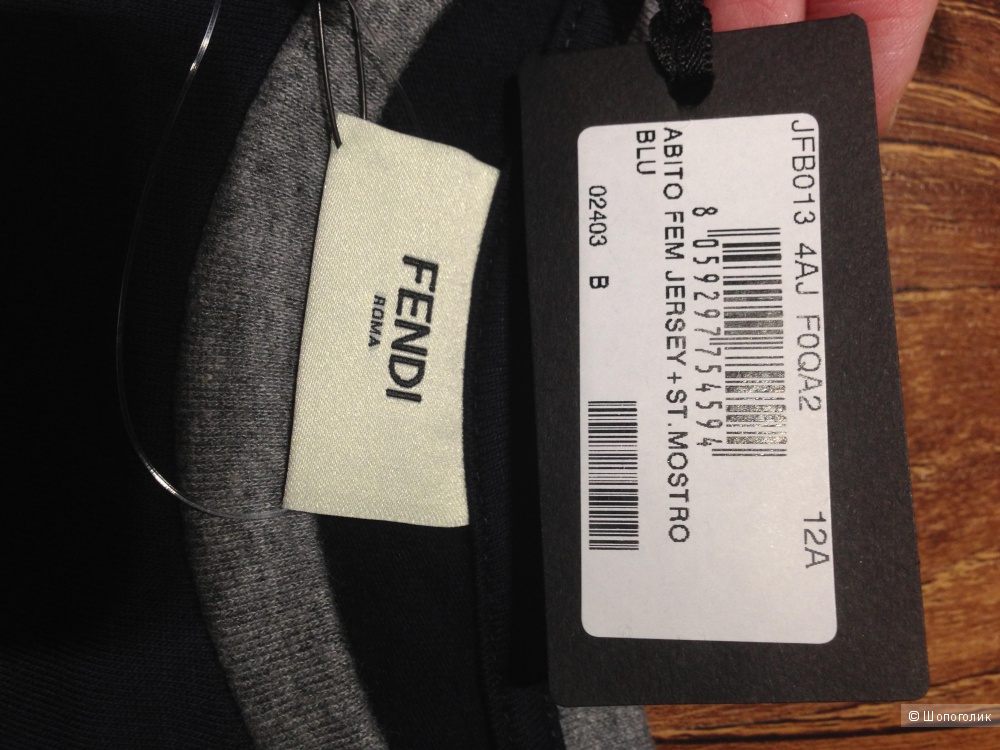 FENDI
ROMA
JFB013 4AJ F0QA2 12A
8 059297 754594
ABITO FEM JERSEY+ST.MOSTRO
BLU
02403 B
© Шопоголик